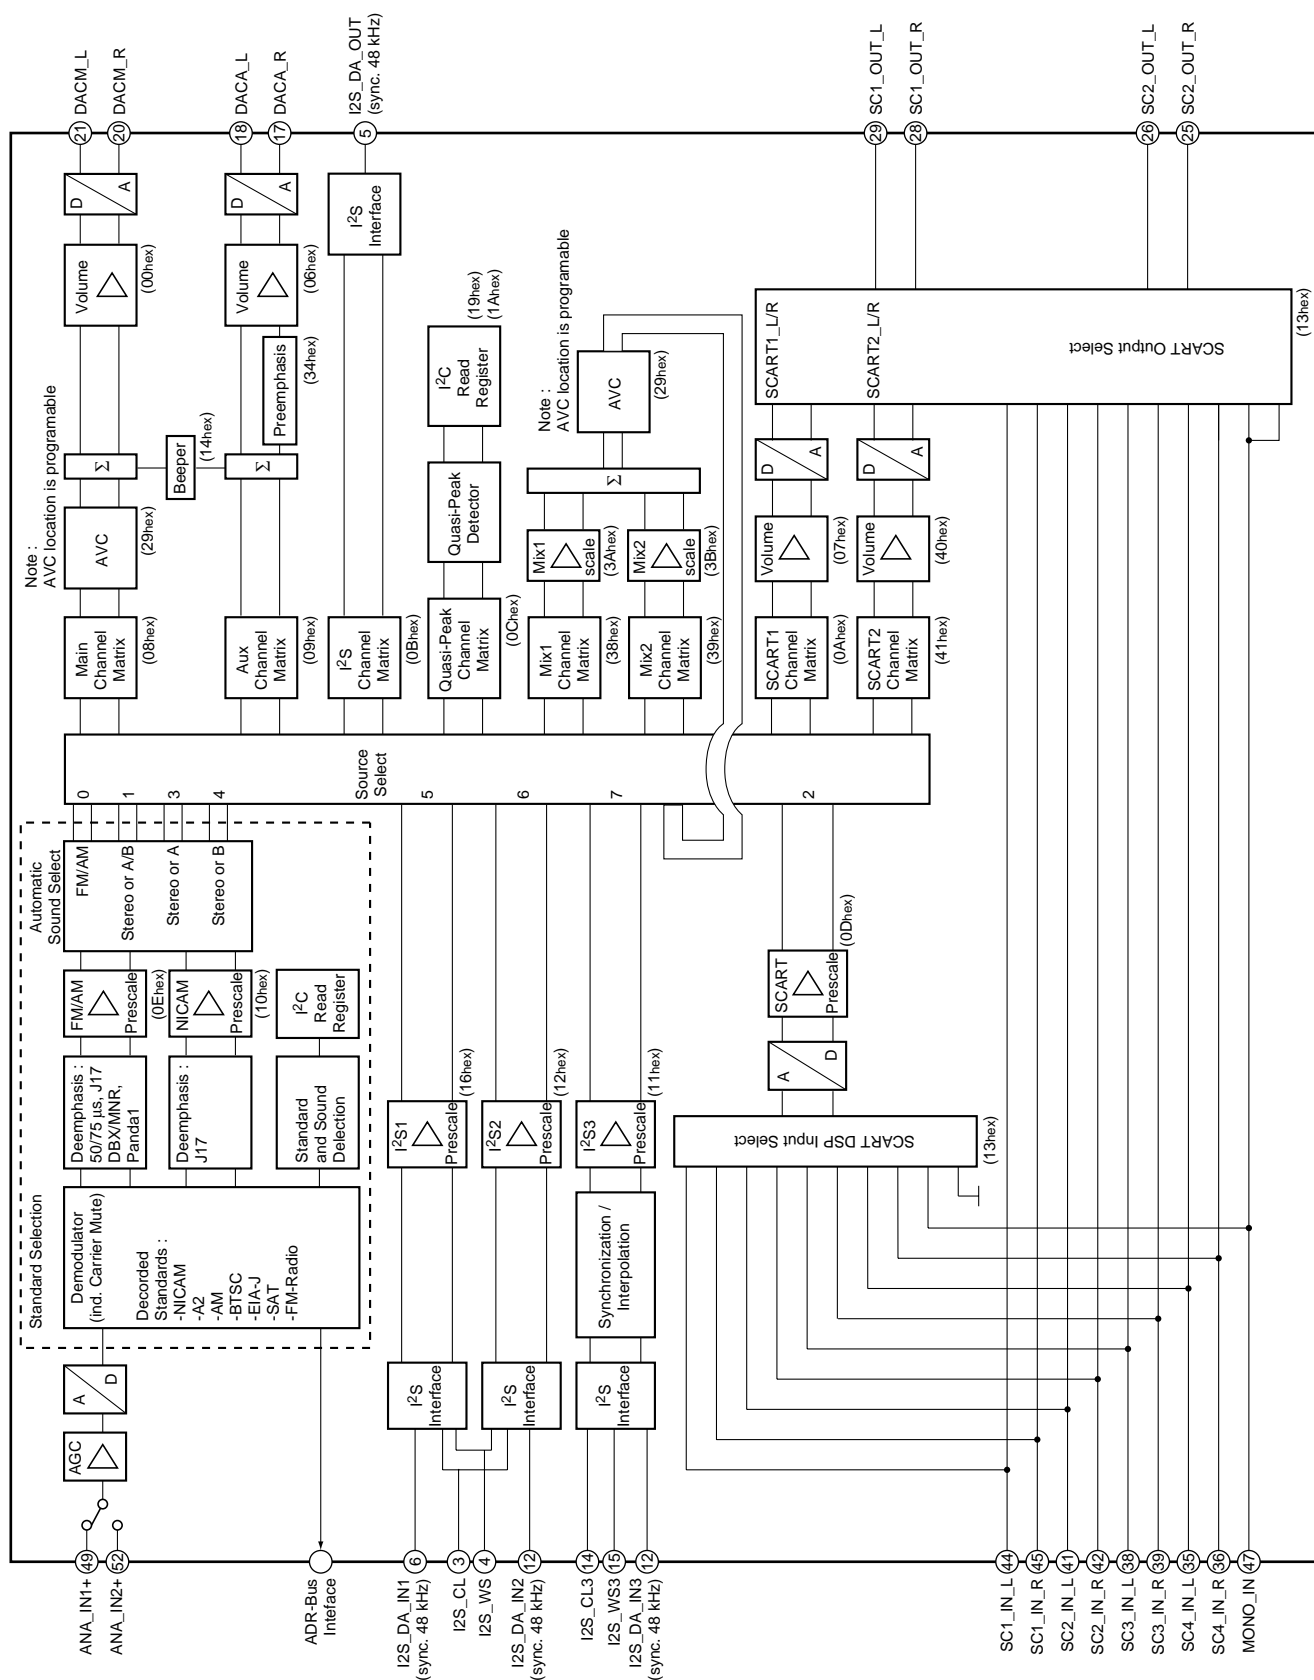 ANA_IN1+
49
ANA_IN2+
52
AGC
A
D
Standard Selection
Demodulator
(ind. Carrier Mute)
Decorded
Standards :
-NICAM
-A2
-AM
-BTSC
-EIA-J
-SAT
-FM-Radio
Deemphasis :
50/75 µs, J17
DBX/MNR,
Panda1
Deemphasis :
J17
Standard
and Sound
Delection
FM/AM
Prescale
(0Ehex)
NICAM
Prescale
(10hex)
I2C
Read
Register
Automatic
Sound Select
FM/AM
Stereo or A/B
Stereo or A
Stereo or B
0
1
3
4
Source
Select
5
6
7
2
ADR-Bus
Inteface
I2S_DA_IN1
(sync. 48 kHz)
6
I2S_CL
3
I2S_WS
4
I2S_DA_IN2
(sync. 48 kHz)
12
I2S_CL3
14
I2S_WS3
15
I2S_DA_IN3
(sync. 48 kHz)
12
I2S
Interface
I2S
Interface
I2S
Interface
Synchronization /
Interpolation
I2S1
Prescale
(16hex)
I2S2
Prescale
(12hex)
I2S3
Prescale
(11hex)
SCART DSP Input Select
(13hex)
A
D
SCART
Prescale
(0Dhex)
SC1_IN_L
44
SC1_IN_R
45
SC2_IN_L
41
SC2_IN_R
42
SC3_IN_L
38
SC3_IN_R
39
SC4_IN_L
35
SC4_IN_R
36
MONO_IN
47
Note :
AVC location is programable
Main
Channel
Matrix
(08hex)
AVC
(29hex)
Σ
Beeper
(14hex)
Volume
(00hex)
D
A
21
DACM_L
20
DACM_R
Aux
Channel
Matrix
(09hex)
Σ
Preemphasis
(34hex)
Volume
(06hex)
D
A
18
DACA_L
17
DACA_R
I2S
Channel
Matrix
(0Bhex)
I2S
Interface
5
I2S_DA_OUT
(sync. 48 kHz)
Quasi-Peak
Channel
Matrix
(0Chex)
Quasi-Peak
Detector
I2C
Read
Register
(19hex)
(1Ahex)
Mix1
Channel
Matrix
(38hex)
Mix1
scale
(3Ahex)
Mix2
Channel
Matrix
(39hex)
Mix2
scale
(3Bhex)
Σ
Note :
AVC location is programable
AVC
(29hex)
SCART1
Channel
Matrix
(0Ahex)
Volume
(07hex)
D
A
SCART1_L/R
SCART2
Channel
Matrix
(41hex)
Volume
(40hex)
D
A
SCART2_L/R
SCART Output Select
(13hex)
29
SC1_OUT_L
28
SC1_OUT_R
26
SC2_OUT_L
25
SC2_OUT_R